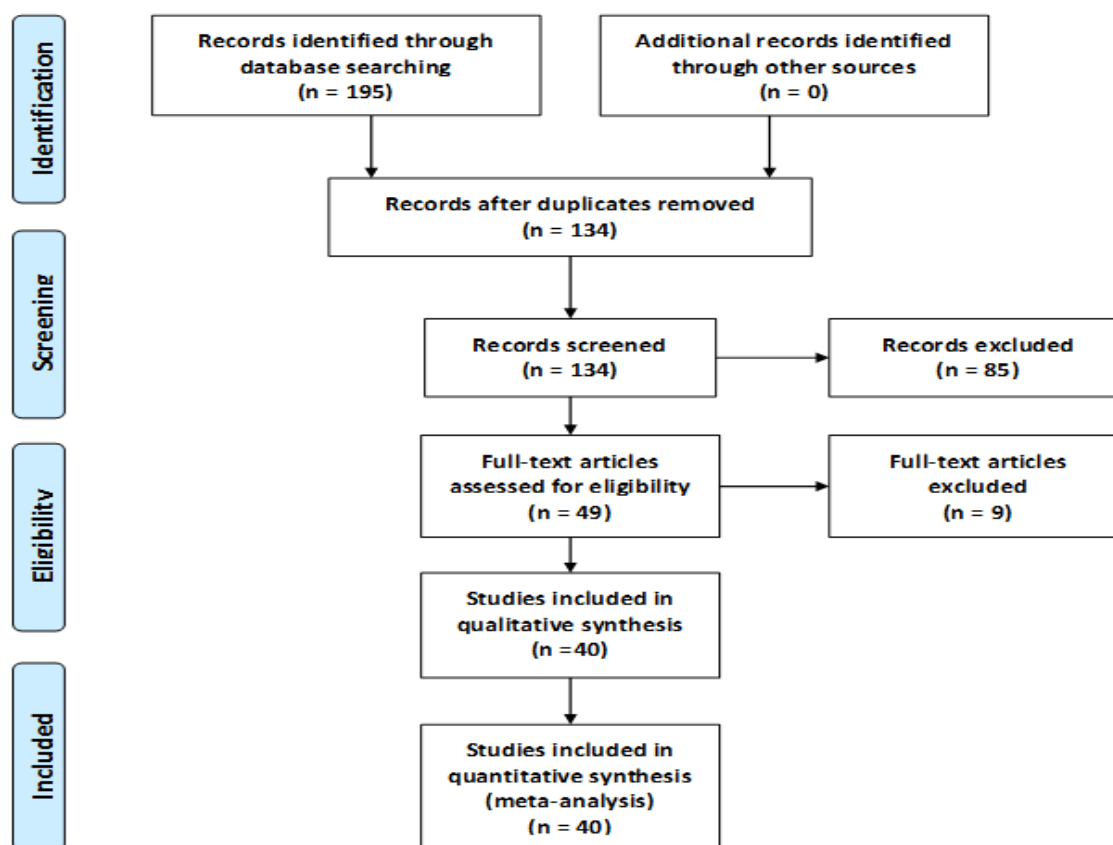 Identification
Records identified through
database searching
(n = 195)
Additional records identified
through other sources
(n = 0)
Records after duplicates removed
(n = 134)
Screening
Records screened
(n = 134)
Records excluded
(n = 85)
Eligibility
Full-text articles
assessed for eligibility
(n = 49)
Full-text articles
excluded
(n = 9)
Studies included in
qualitative synthesis
(n =40)
Included
Studies included in
quantitative synthesis
(meta-analysis)
(n = 40)